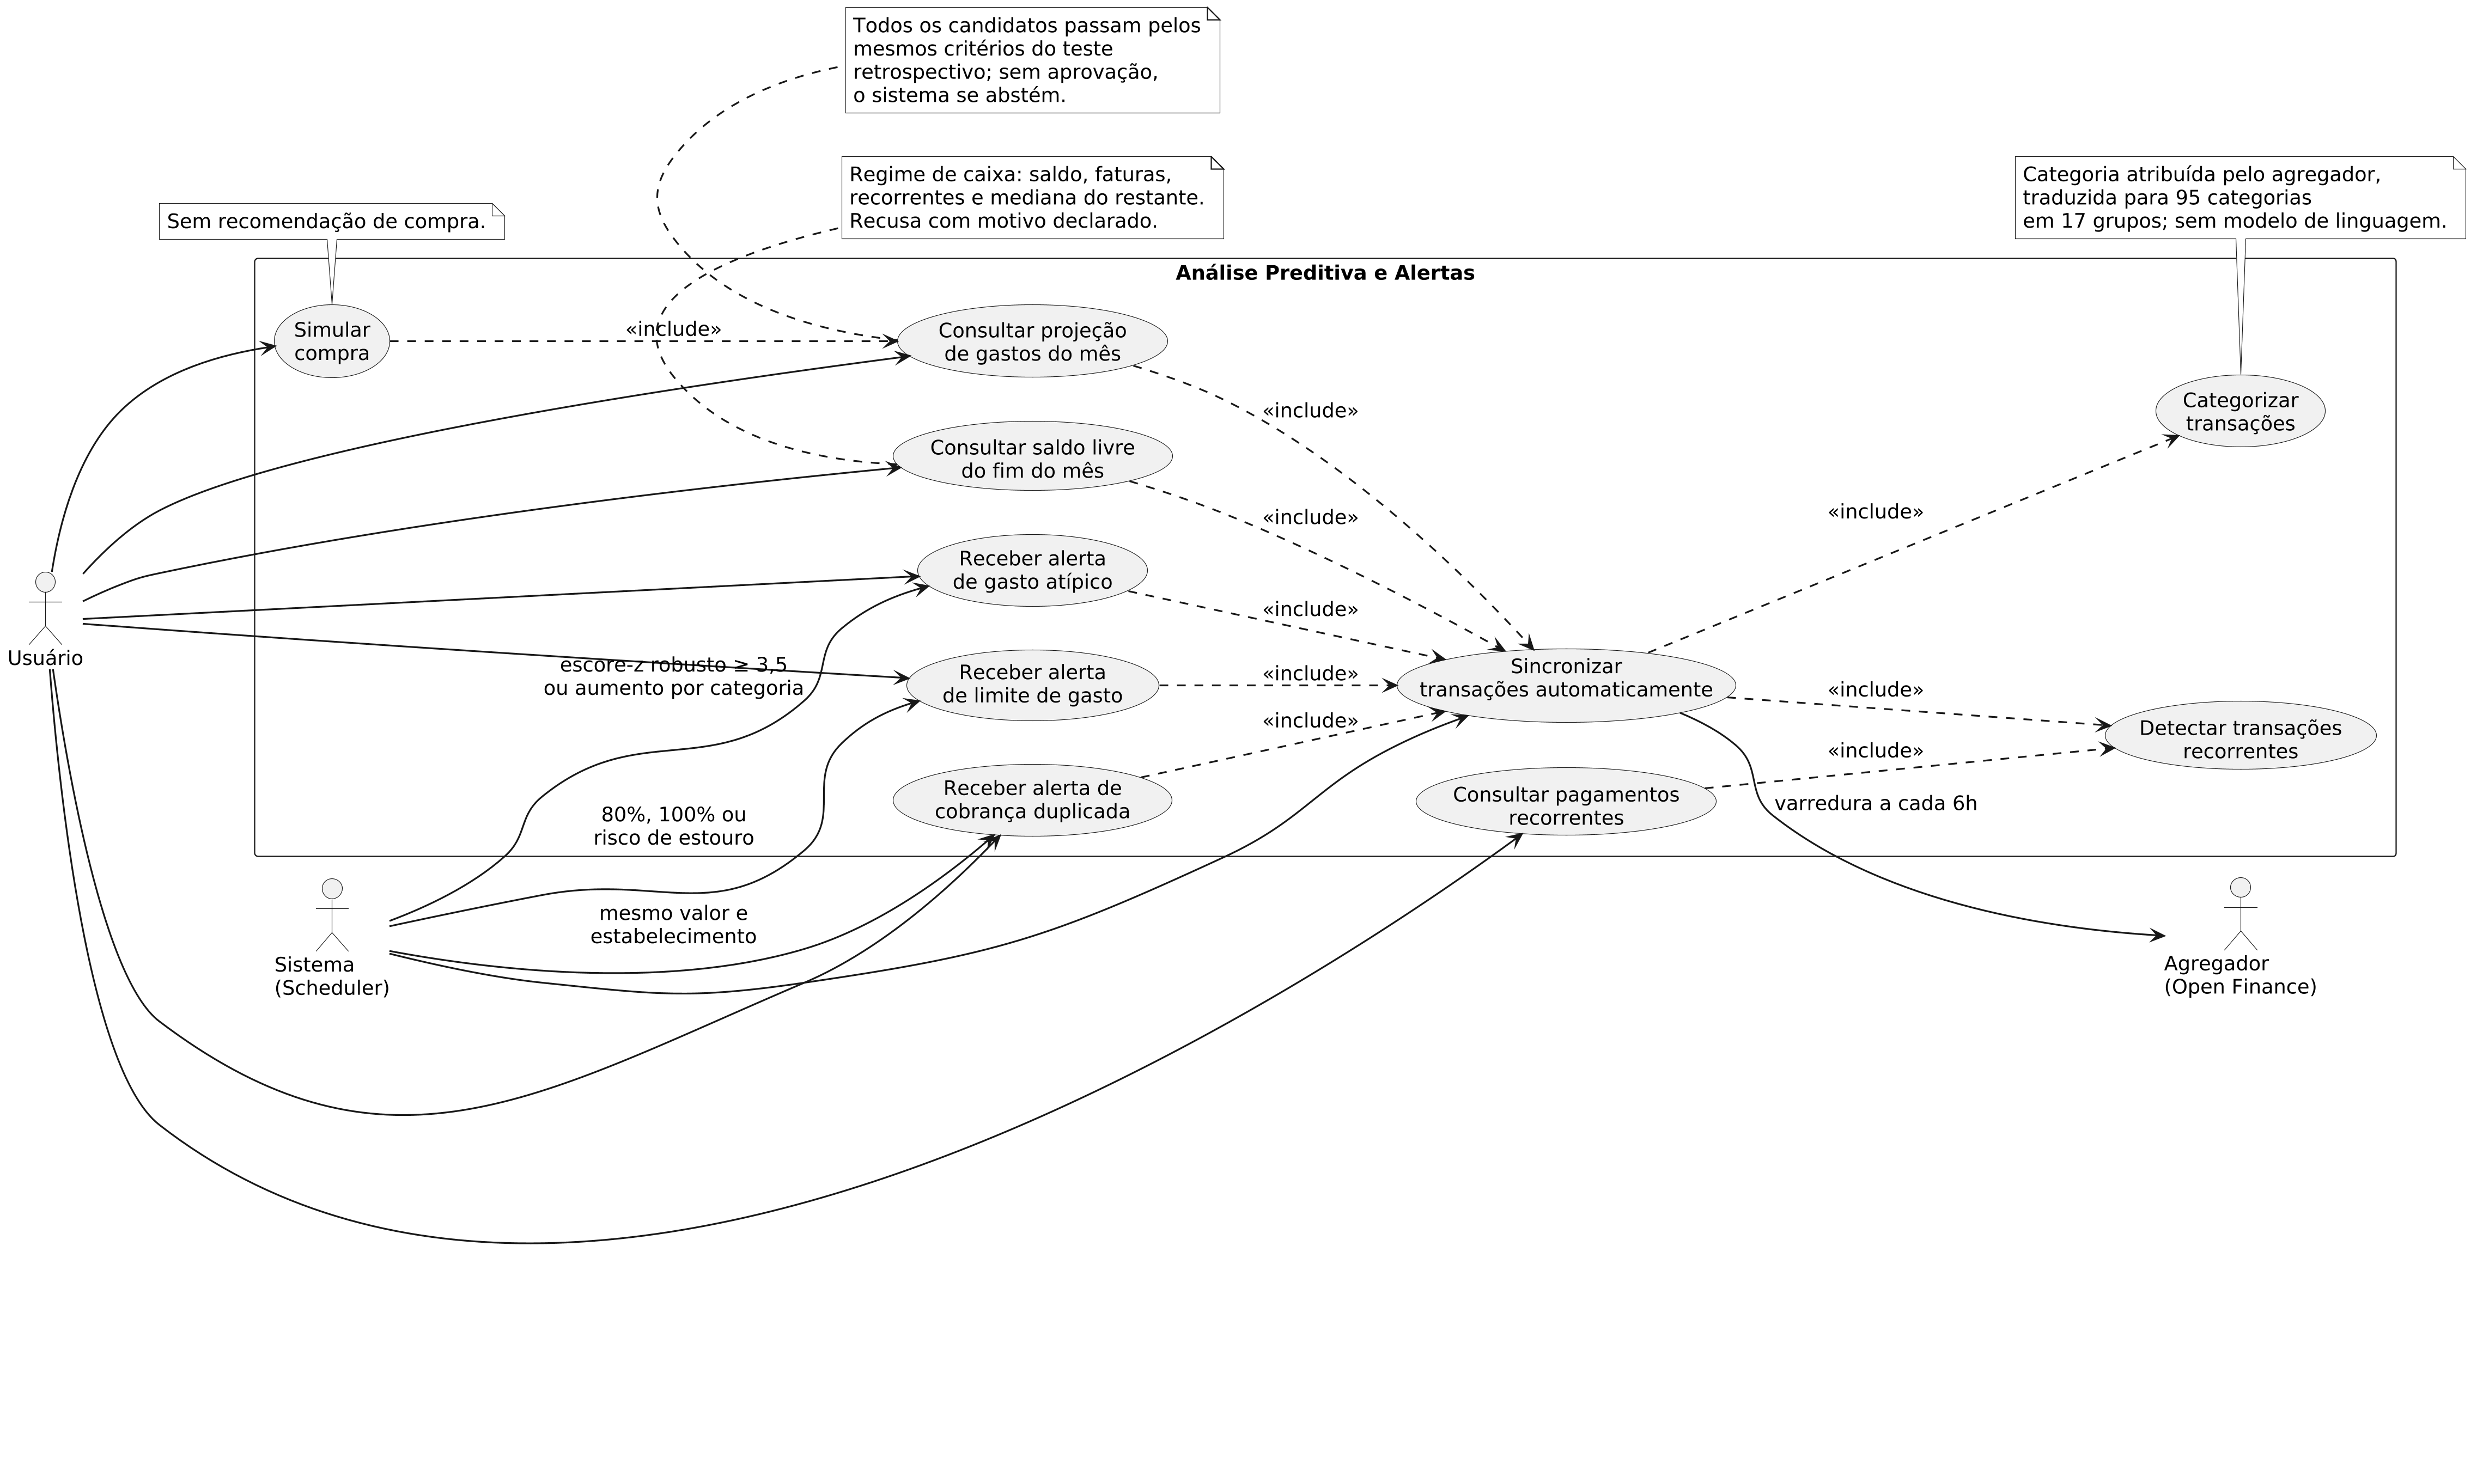 Todos os candidatos passam pelos
mesmos critérios do teste
retrospectivo; sem aprovação,
o sistema se abstém.
Regime de caixa: saldo, faturas,
recorrentes e mediana do restante.
Recusa com motivo declarado.
Categoria atribuída pelo agregador,
traduzida para 95 categorias
em 17 grupos; sem modelo de linguagem.
Sem recomendação de compra.
Análise Preditiva e Alertas
Simular
compra
«include»
Consultar projeção
de gastos do mês
«include»
Categorizar
transações
Consultar saldo livre
do fim do mês
«include»
«include»
Receber alerta
de gasto atípico
«include»
Usuário
escore-z robusto ≥ 3,5
ou aumento por categoria
Receber alerta
de limite de gasto
«include»
Sincronizar
transações automaticamente
«include»
«include»
Detectar transações
recorrentes
«include»
80%, 100% ou
risco de estouro
Receber alerta de
cobrança duplicada
Consultar pagamentos
recorrentes
varredura a cada 6h
mesmo valor e
estabelecimento
Sistema
(Scheduler)
Agregador
(Open Finance)